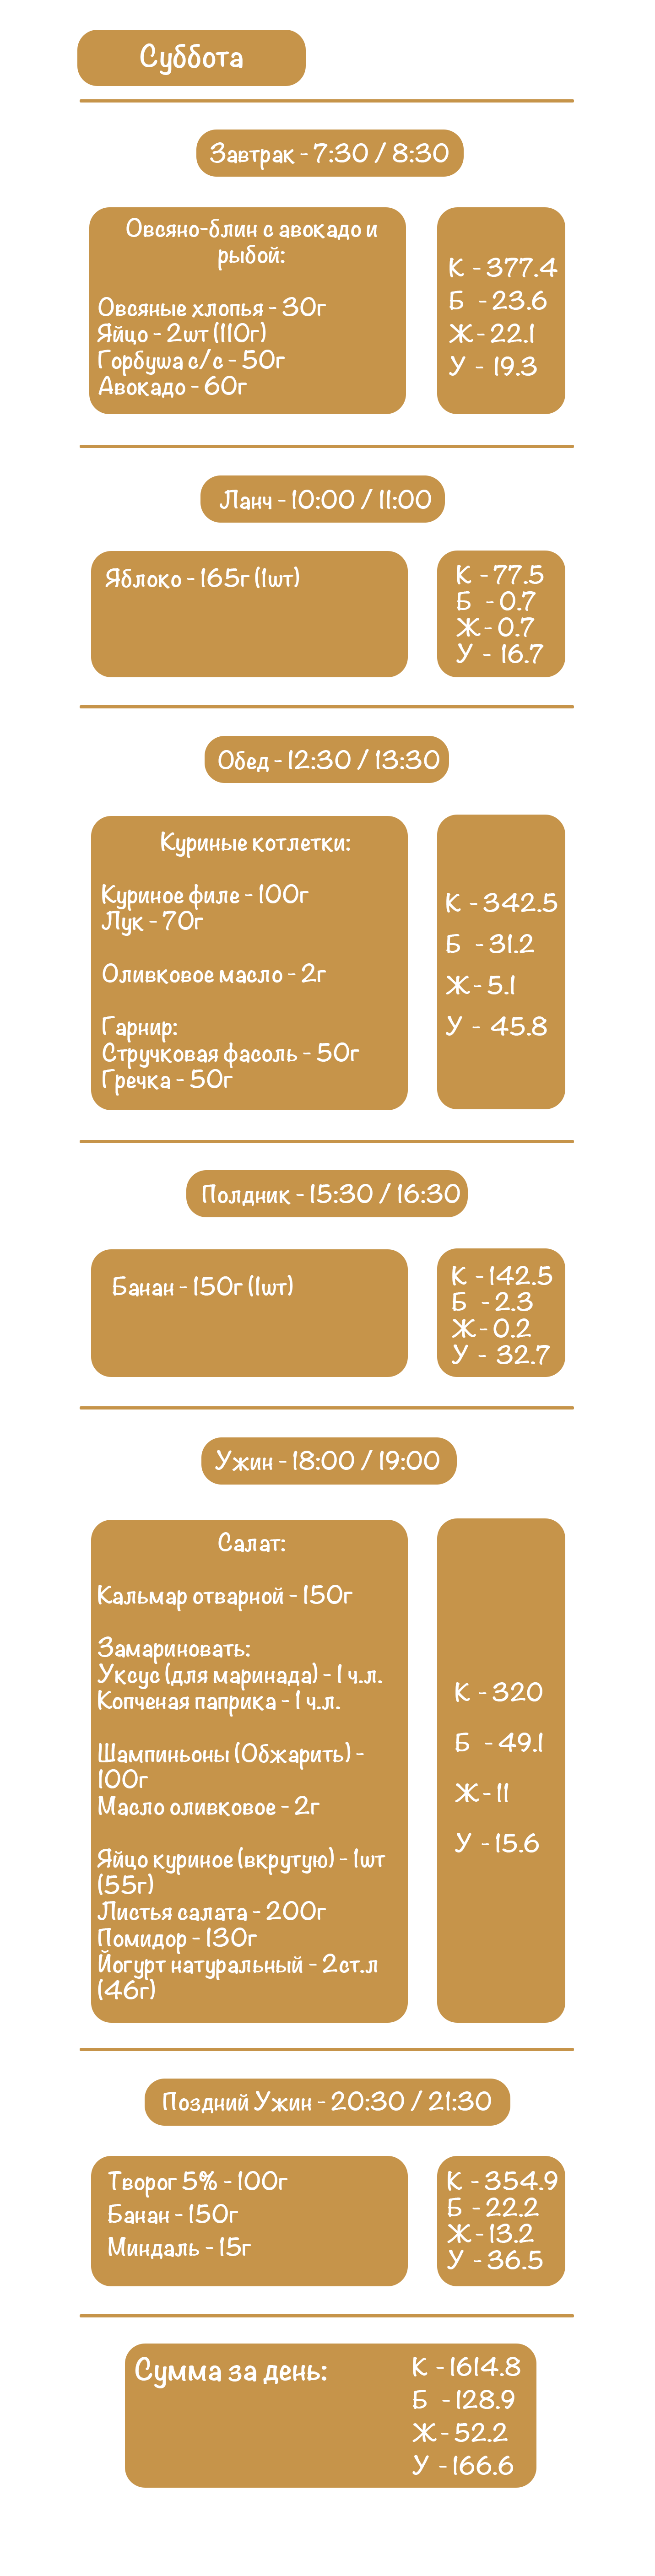 Суббота
Завтрак - 7:30 / 8:30
Овсяно-блин с авокадо и
рыбой:
Овсяные хлопья - 30г
Яйцо - 2шт (110г)
Горбуша с/с - 50г
Авокадо - 60г
К - 377.4
Б - 23.6
Ж - 22.1
У - 19.3
Ланч - 10:00 / 11:00
Яблоко - 165г (1шт)
К - 77.5
Б - 0.7
Ж - 0.7
У - 16.7
Обед - 12:30 / 13:30
Куриные котлетки:
Куриное филе - 100г
Лук - 70г
Оливковое масло - 2г
Гарнир:
Стручковая фасоль - 50г
Гречка - 50г
К - 342.5
Б - 31.2
Ж - 5.1
У - 45.8
Полдник - 15:30 / 16:30
Банан - 150г (1шт)
К - 142.5
Б - 2.3
Ж - 0.2
У - 32.7
Ужин - 18:00 / 19:00
Салат:
Кальмар отварной - 150г
Замариновать:
Уксус (для маринада) - 1 ч.л.
Копченая паприка - 1 ч.л.
Шампиньоны (Обжарить) -
100г
Масло оливковое - 2г
Яйцо куриное (вкрутую) - 1шт
(55г)
Листья салата - 200г
Помидор - 130г
Йогурт натуральный - 2ст.л
(46г)
К - 320
Б - 49.1
Ж - 11
У - 15.6
Поздний Ужин - 20:30 / 21:30
Творог 5% - 100г
Банан - 150г
Миндаль - 15г
К - 354.9
Б - 22.2
Ж - 13.2
У - 36.5
Сумма за день:
К - 1614.8
Б - 128.9
Ж - 52.2
У - 166.6